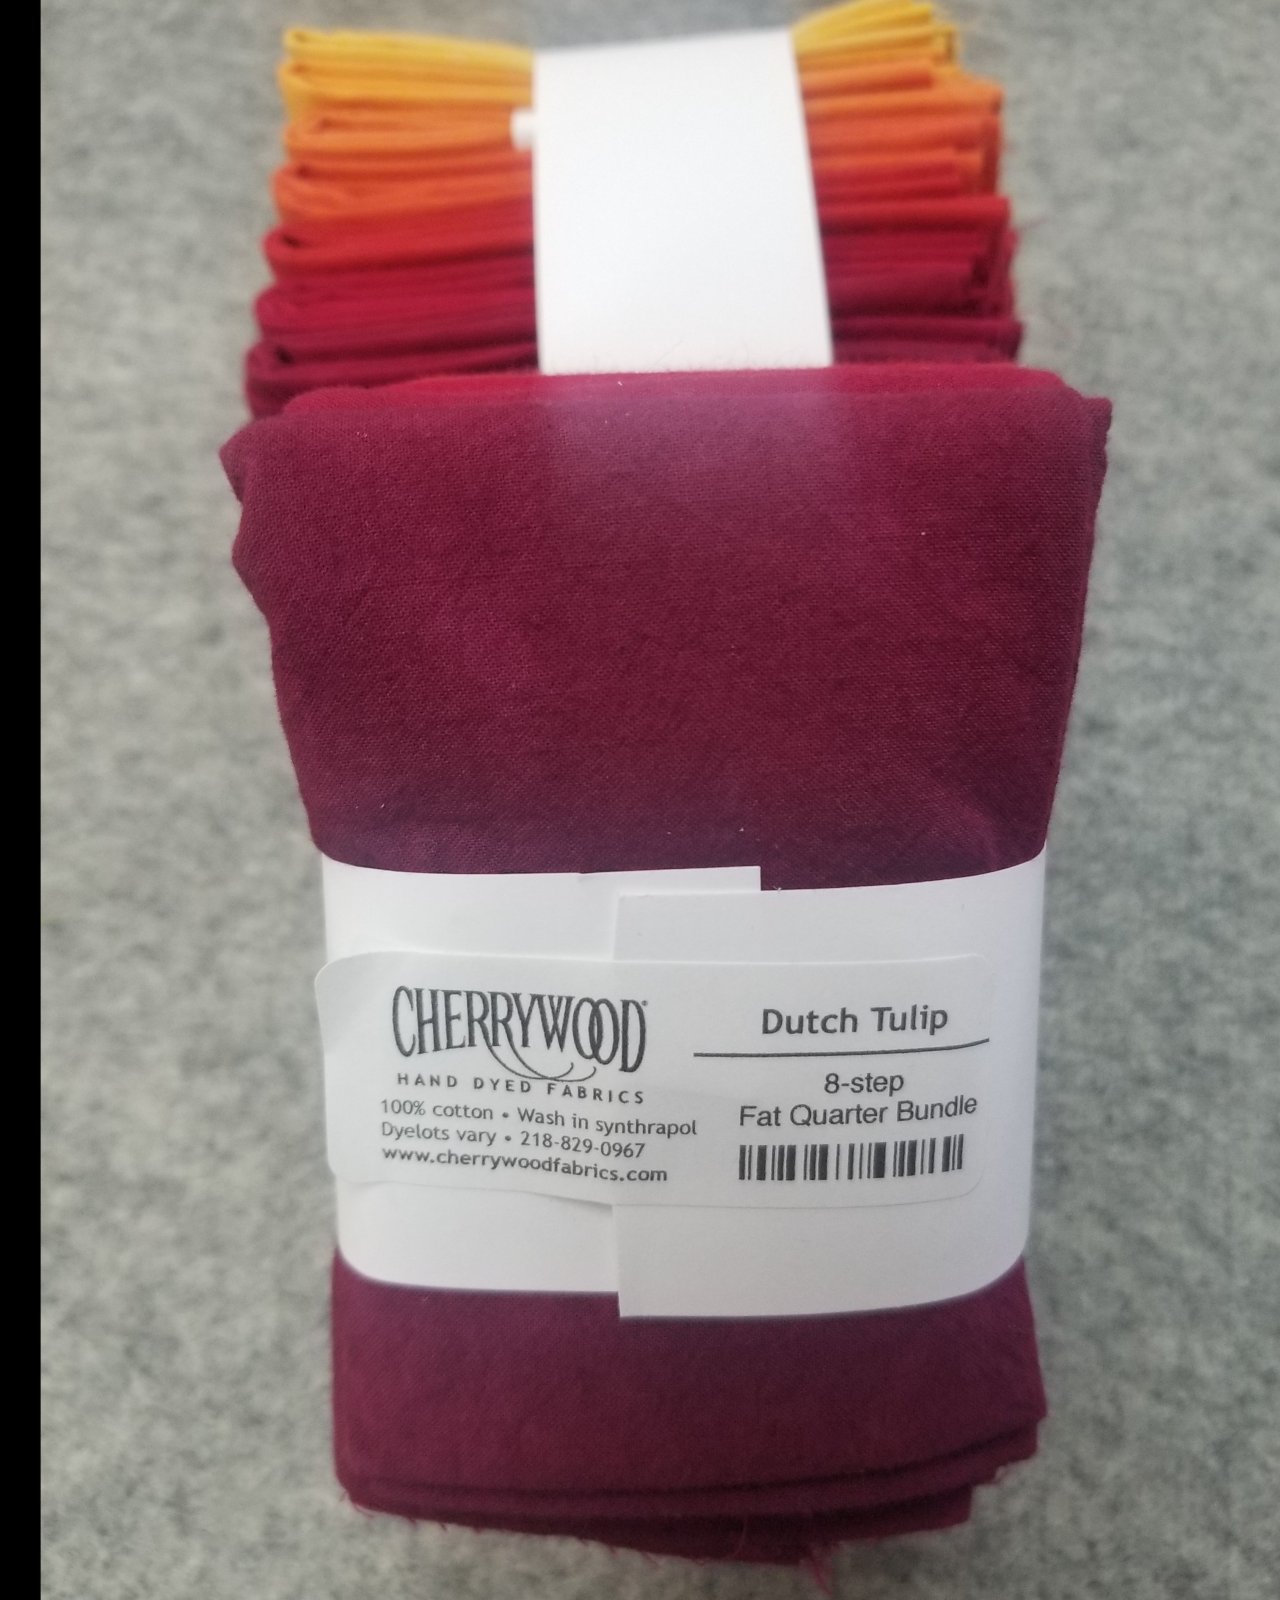 CHERRYWOOD®
HAND DYED FABRICS
100% cotton • Wash in synthrapol
Dyelots vary • 218-829-0967
www.cherrywoodfabrics.com
Dutch Tulip
8-step
Fat Quarter Bundle